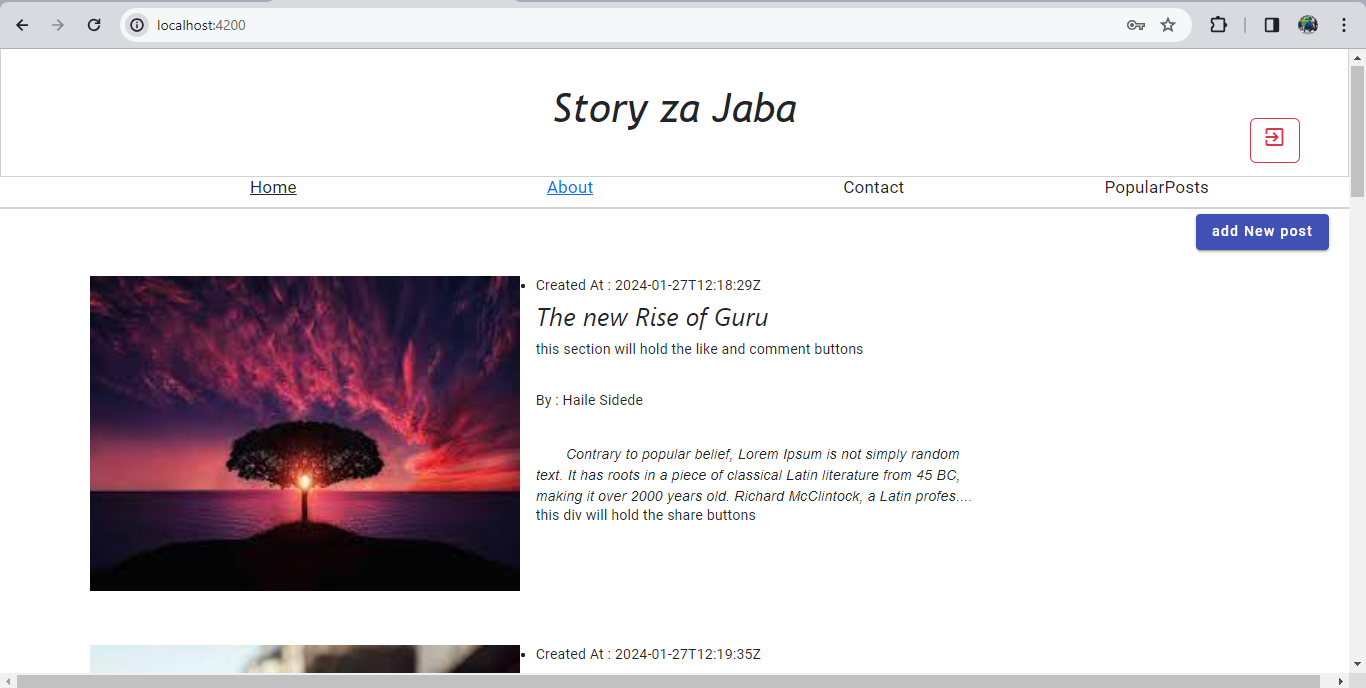 localhost:4200
Story za Jaba
Home About Contact PopularPosts
add New post
Created At : 2024-01-27T12:18:29Z
The new Rise of Guru
this section will hold the like and comment buttons
By : Haile Sidede
Contrary to popular belief, Lorem Ipsum is not simply random
text. It has roots in a piece of classical Latin literature from 45 BC,
making it over 2000 years old. Richard McClintock, a Latin profes....
this div will hold the share buttons
Created At : 2024-01-27T12:19:35Z